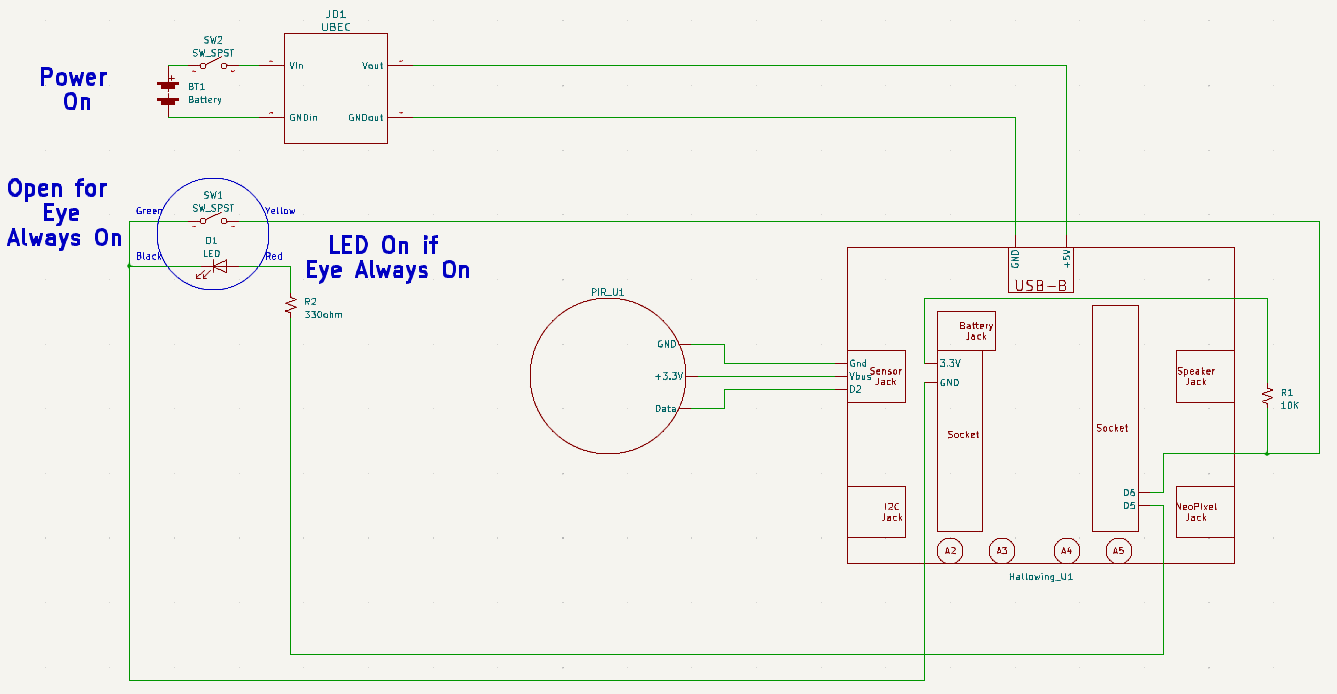 JD1
UBEC
SW2
SW_SPST
Vin
Vout
Power
On
+
BT1
Battery
GNDin
GNDout
Open for
Eye
Always On
SW1
SW_SPST
Green
Yellow
D1
LED
Black
Red
LED On if
Eye Always On
R2
330ohm
GND
+5V
USB-B
PIR_U1
GND
+3.3V
Data
Gnd
Vbus
D2
Sensor
Jack
Battery
Jack
3.3V
GND
Socket
Socket
Speaker
Jack
R1
10K
D6
D5
I2C
Jack
NeoPixel
Jack
A2
A3
A4
A5
Hallowing_U1